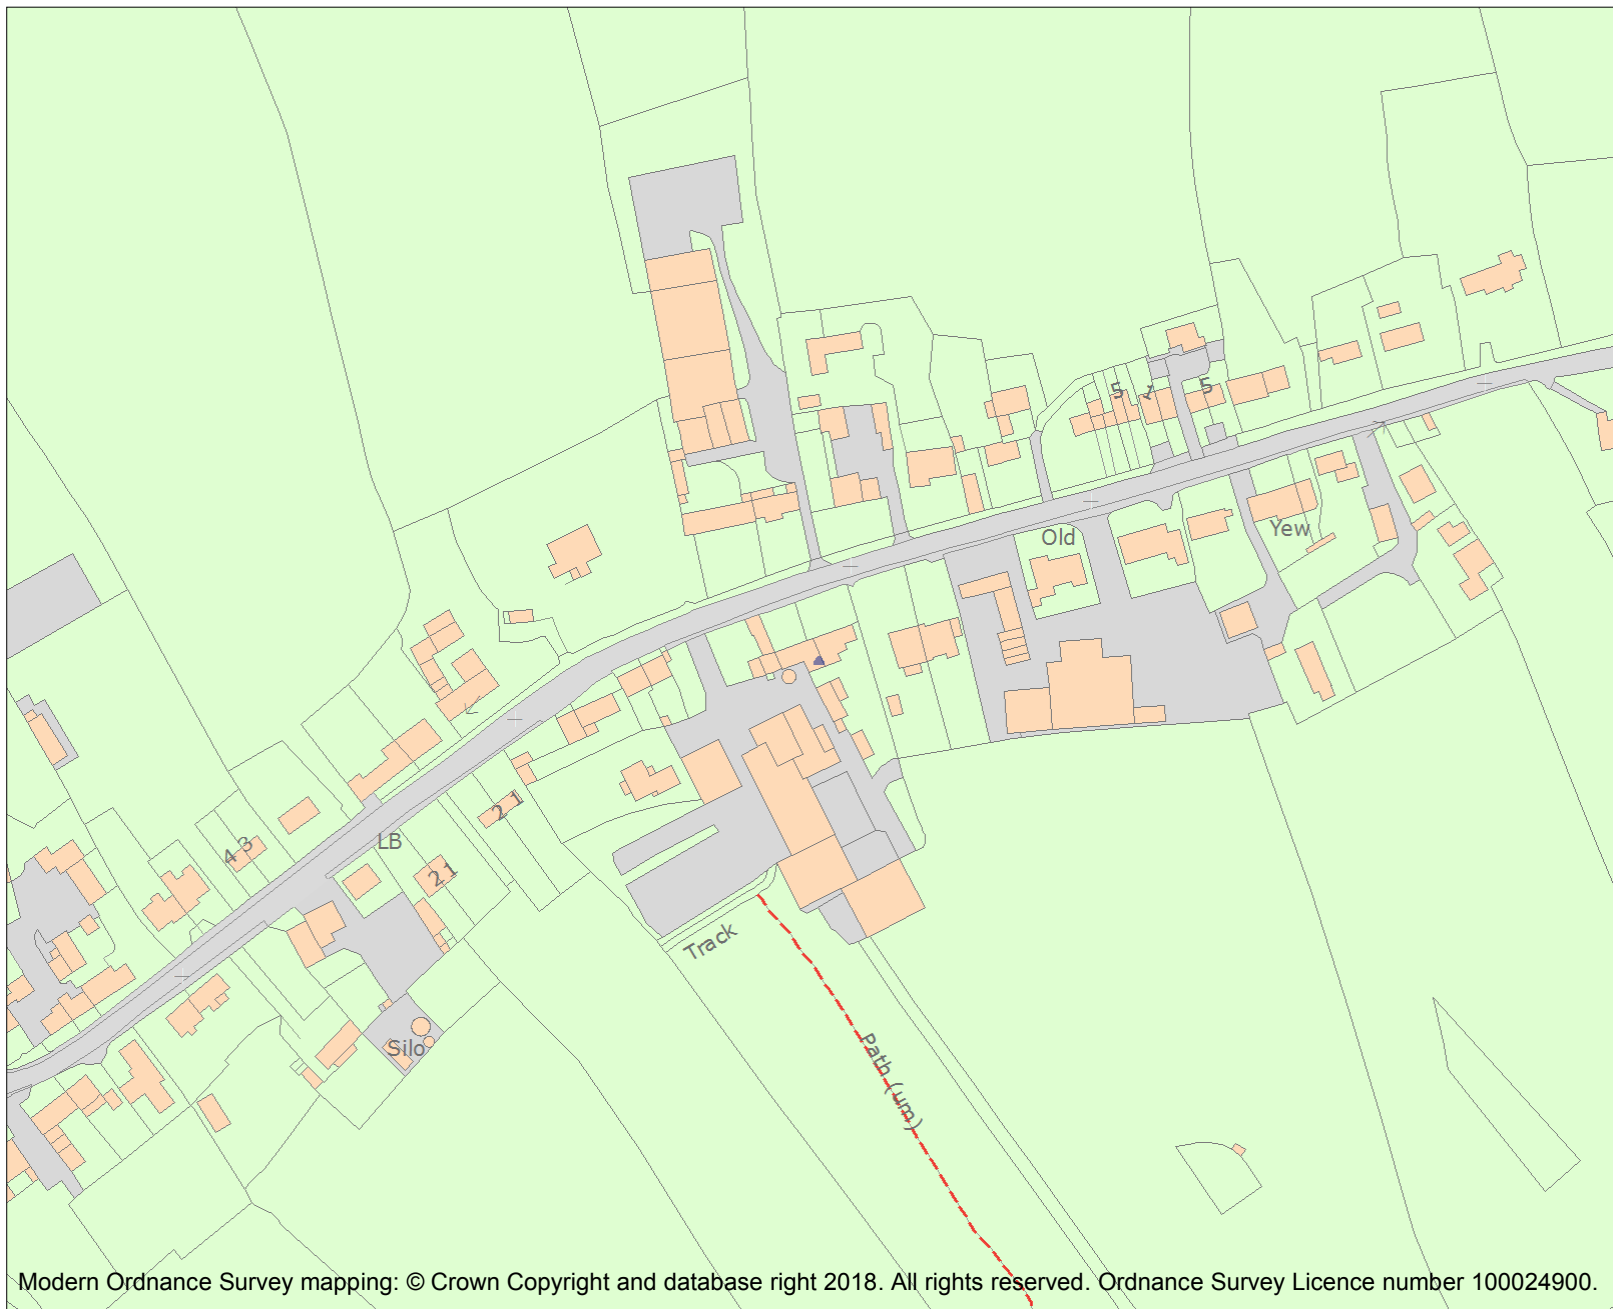 5 1 5
Old
Yew
2 1
LB
4 3
2 1
Track
Silo
Path (um)
Modern Ordnance Survey mapping: © Crown Copyright and database right 2018. All rights reserved. Ordnance Survey Licence number 100024900.